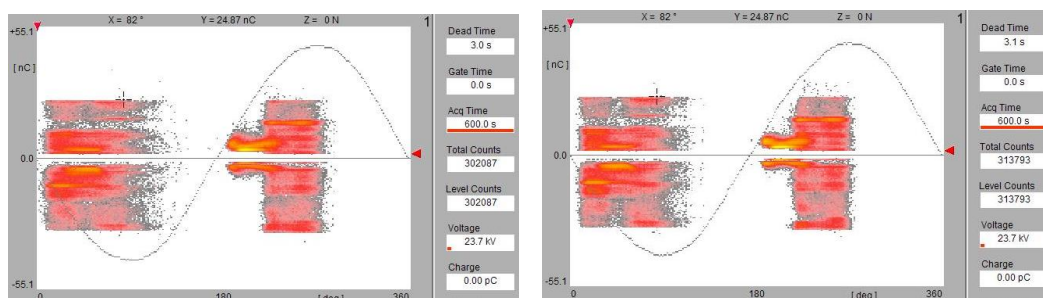 X = 82 ° Y = 24.87 nC Z = 0 N 1
+55.1
[ nC ]
0.0
-55.1
0 180 [ deg ] 360
Dead Time
3.0 s
Gate Time
0.0 s
Acq Time
600.0 s
Total Counts
302087
Level Counts
302087
Voltage
23.7 kV
Charge
0.00 pC
X = 82 ° Y = 24.87 nC Z = 0 N 1
+55.1
[ nC ]
0.0
-55.1
0 180 [ deg ] 360
Dead Time
3.1 s
Gate Time
0.0 s
Acq Time
600.0 s
Total Counts
313793
Level Counts
313793
Voltage
23.7 kV
Charge
0.00 pC